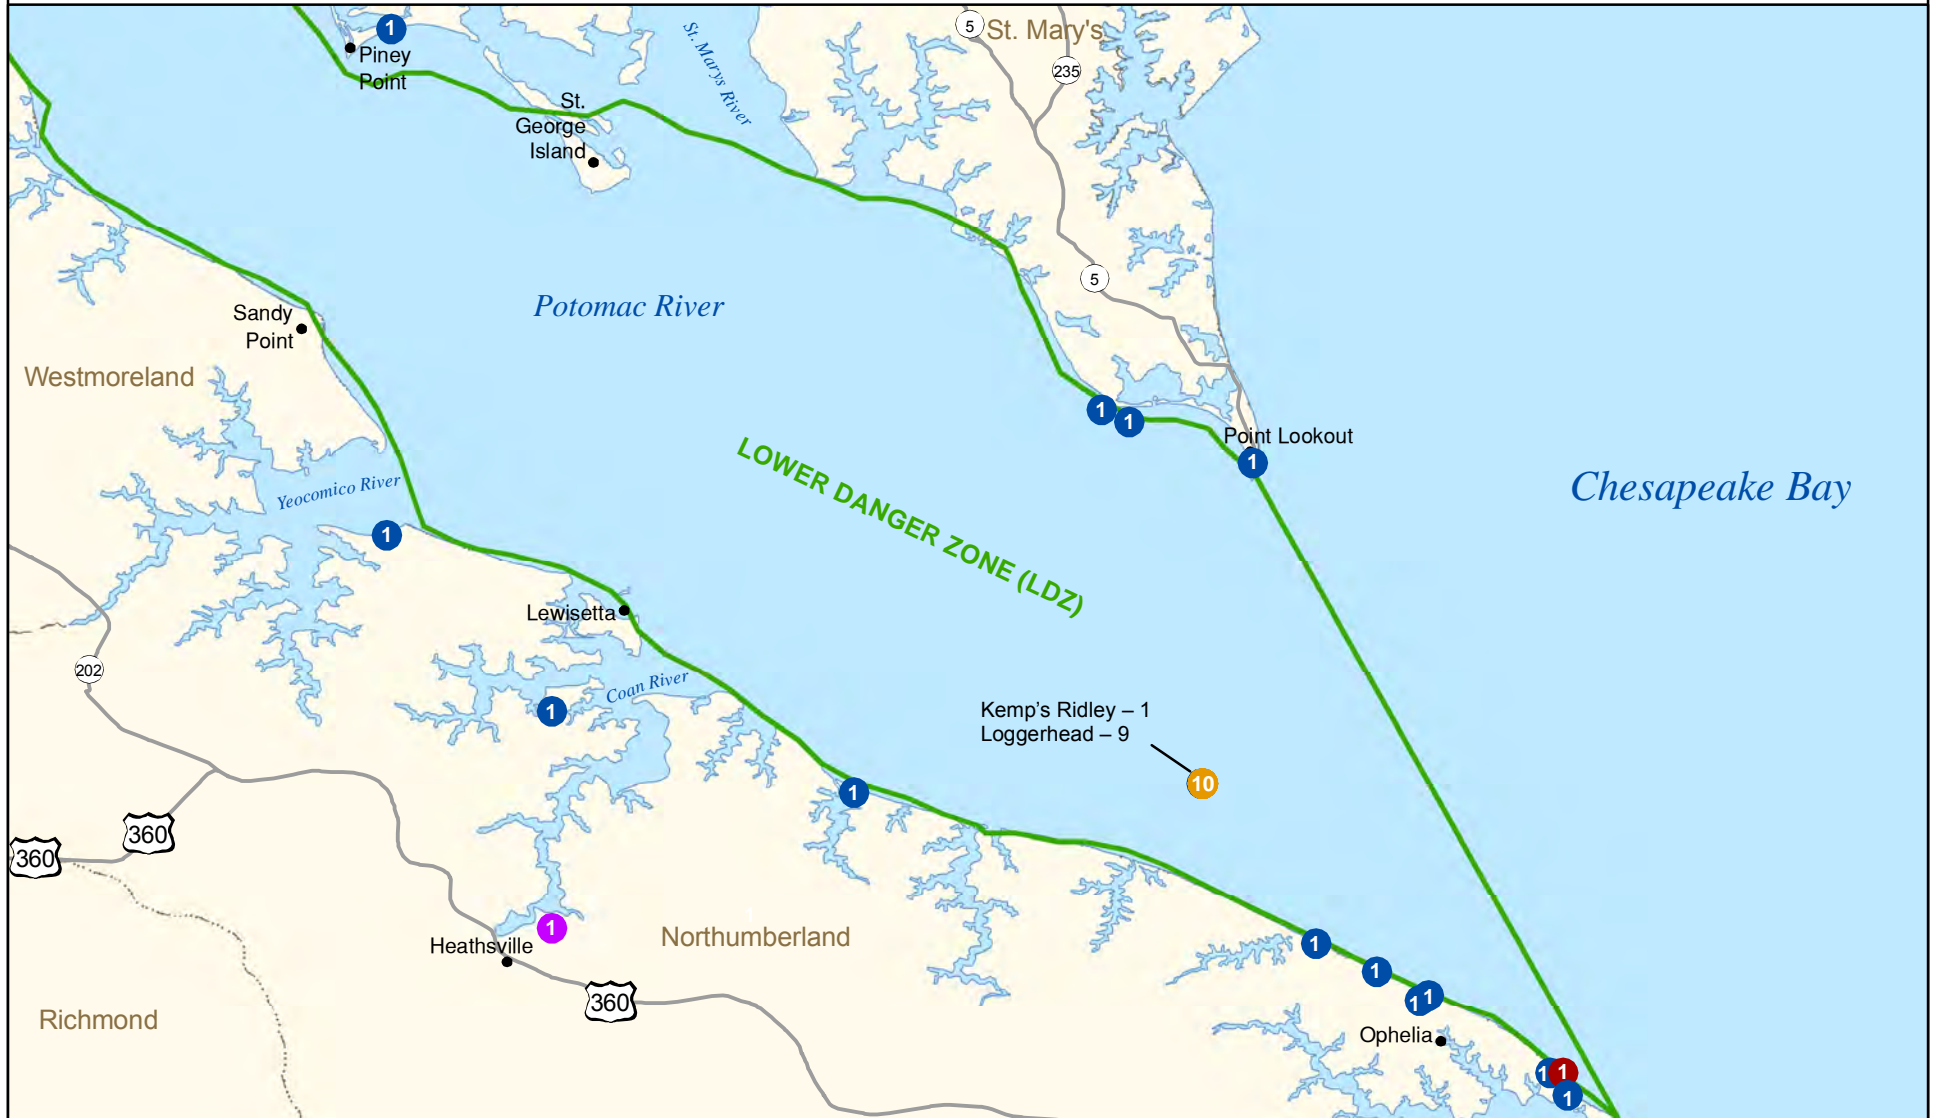 1
Piney
Point
St. Marys River
5
St. Mary's
235
St.
George
Island
5
Sandy
Point
Potomac River
Westmoreland
1
1
Point Lookout
1
LOWER DANGER ZONE (LDZ)
Chesapeake Bay
Yeocomico River
1
Lewisetta
202
Coan River
1
Kemp's Ridley – 1
Loggerhead – 9
10
1
360
360
1
Heathsville
Northumberland
1
1
1
1
360
Richmond
Ophelia
1
1
1